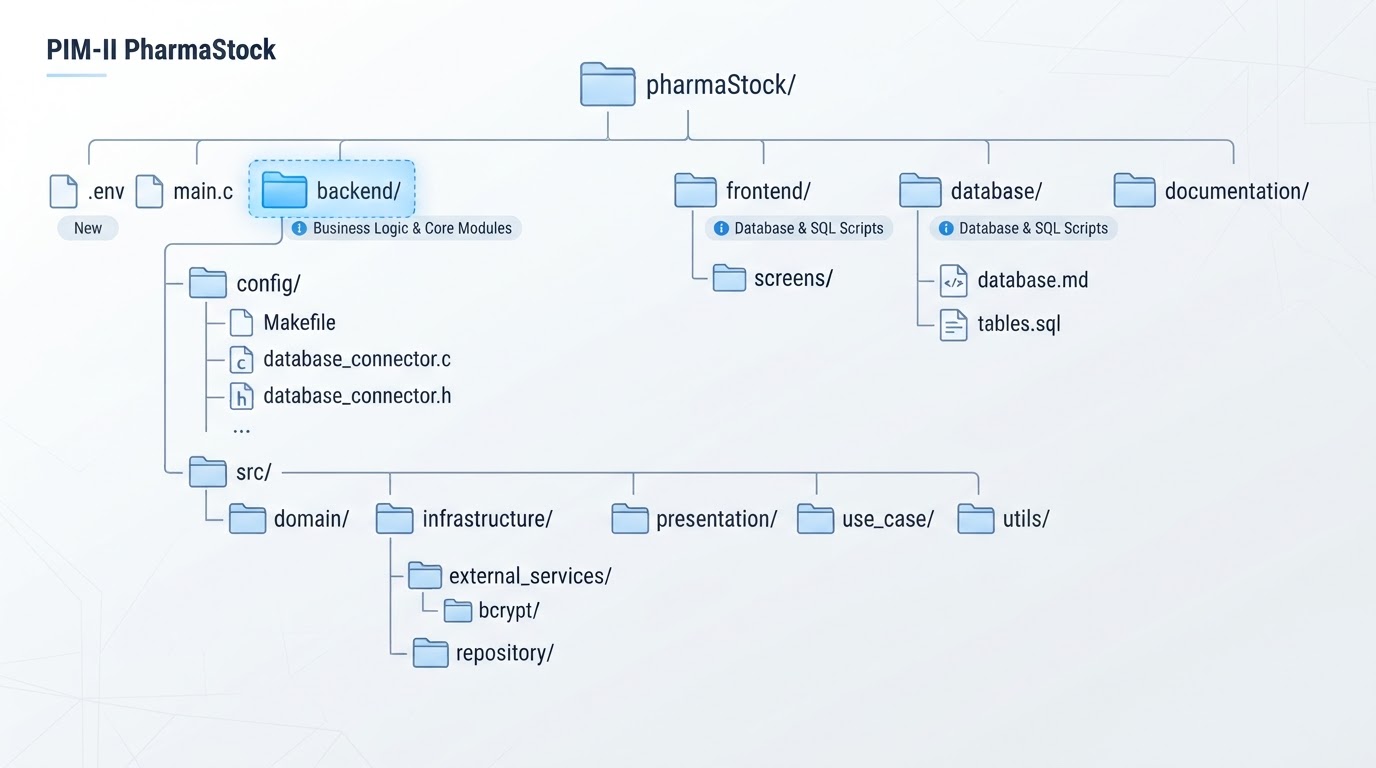 PIM-II PharmaStock
pharmaStock/
.env
main.c
backend/
frontend/
database/
documentation/
New
Business Logic & Core Modules
Database & SQL Scripts
Database & SQL Scripts
config/
screens/
database.md
Makefile
tables.sql
database_connector.c
database_connector.h
...
src/
domain/
infrastructure/
presentation/
use_case/
utils/
external_services/
bcrypt/
repository/